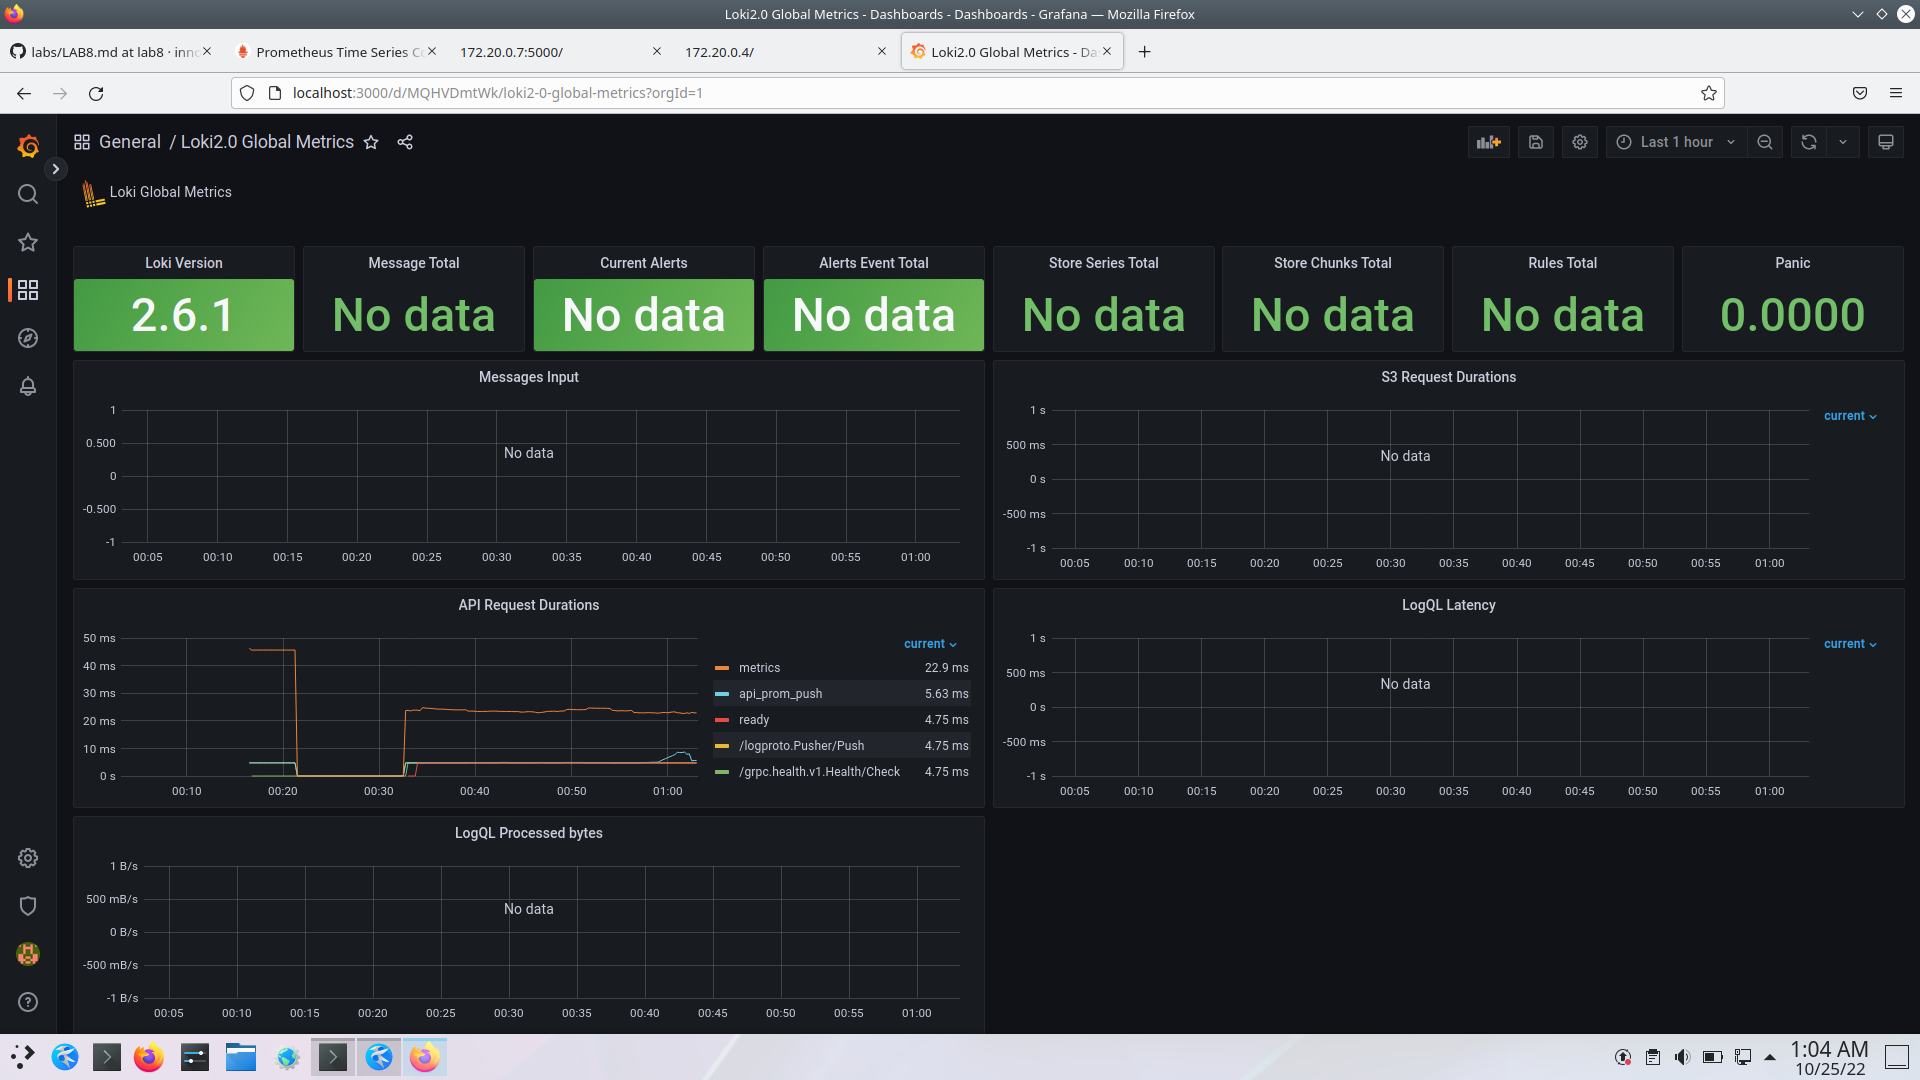 Loki2.0 Global Metrics - Dashboards - Dashboards - Grafana — Mozilla Firefox
labs/LAB8.md at lab8 · inno
Prometheus Time Series Co
172.20.0.7:5000/
172.20.0.4/
Loki2.0 Global Metrics - Da
localhost:3000/d/MQHVDmtWk/loki2-0-global-metrics?orgId=1
General / Loki2.0 Global Metrics
Last 1 hour
Loki Global Metrics
Loki Version
2.6.1
Message Total
No data
Current Alerts
No data
Alerts Event Total
No data
Store Series Total
No data
Store Chunks Total
No data
Rules Total
No data
Panic
0.0000
Messages Input
1
0.500
0
-0.500
-1
No data
00:05 00:10 00:15 00:20 00:25 00:30 00:35 00:40 00:45 00:50 00:55 01:00
S3 Request Durations
1 s
500 ms
0 s
-500 ms
-1 s
No data
current
00:05 00:10 00:15 00:20 00:25 00:30 00:35 00:40 00:45 00:50 00:55 01:00
API Request Durations
50 ms
40 ms
30 ms
20 ms
10 ms
0 s
00:10 00:20 00:30 00:40 00:50 01:00
current
metrics 22.9 ms
api_prom_push 5.63 ms
ready 4.75 ms
/logproto.Pusher/Push 4.75 ms
/grpc.health.v1.Health/Check 4.75 ms
LogQL Latency
1 s
500 ms
0 s
-500 ms
-1 s
No data
current
00:05 00:10 00:15 00:20 00:25 00:30 00:35 00:40 00:45 00:50 00:55 01:00
LogQL Processed bytes
1 B/s
500 mB/s
0 B/s
-500 mB/s
-1 B/s
No data
00:05 00:10 00:15 00:20 00:25 00:30 00:35 00:40 00:45 00:50 00:55 01:00
1:04 AM
10/25/22